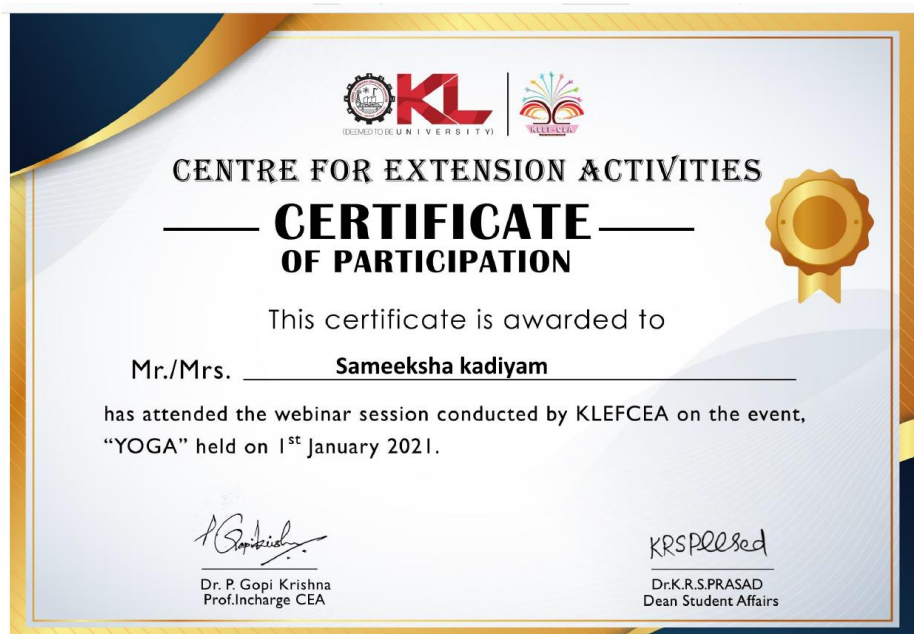 KL
(DEEMED TO BE UNIVERSITY)
KLEF-CEA
CENTRE FOR EXTENSION ACTIVITIES
CERTIFICATE
OF PARTICIPATION
This certificate is awarded to
Mr./Mrs. Sameeksha kadiyam
has attended the webinar session conducted by KLEFCEA on the event,
“YOGA” held on 1st January 2021.
KRSPrasad
Dr. P. Gopi Krishna
Prof.Incharge CEA
Dr.K.R.S.PRASAD
Dean Student Affairs